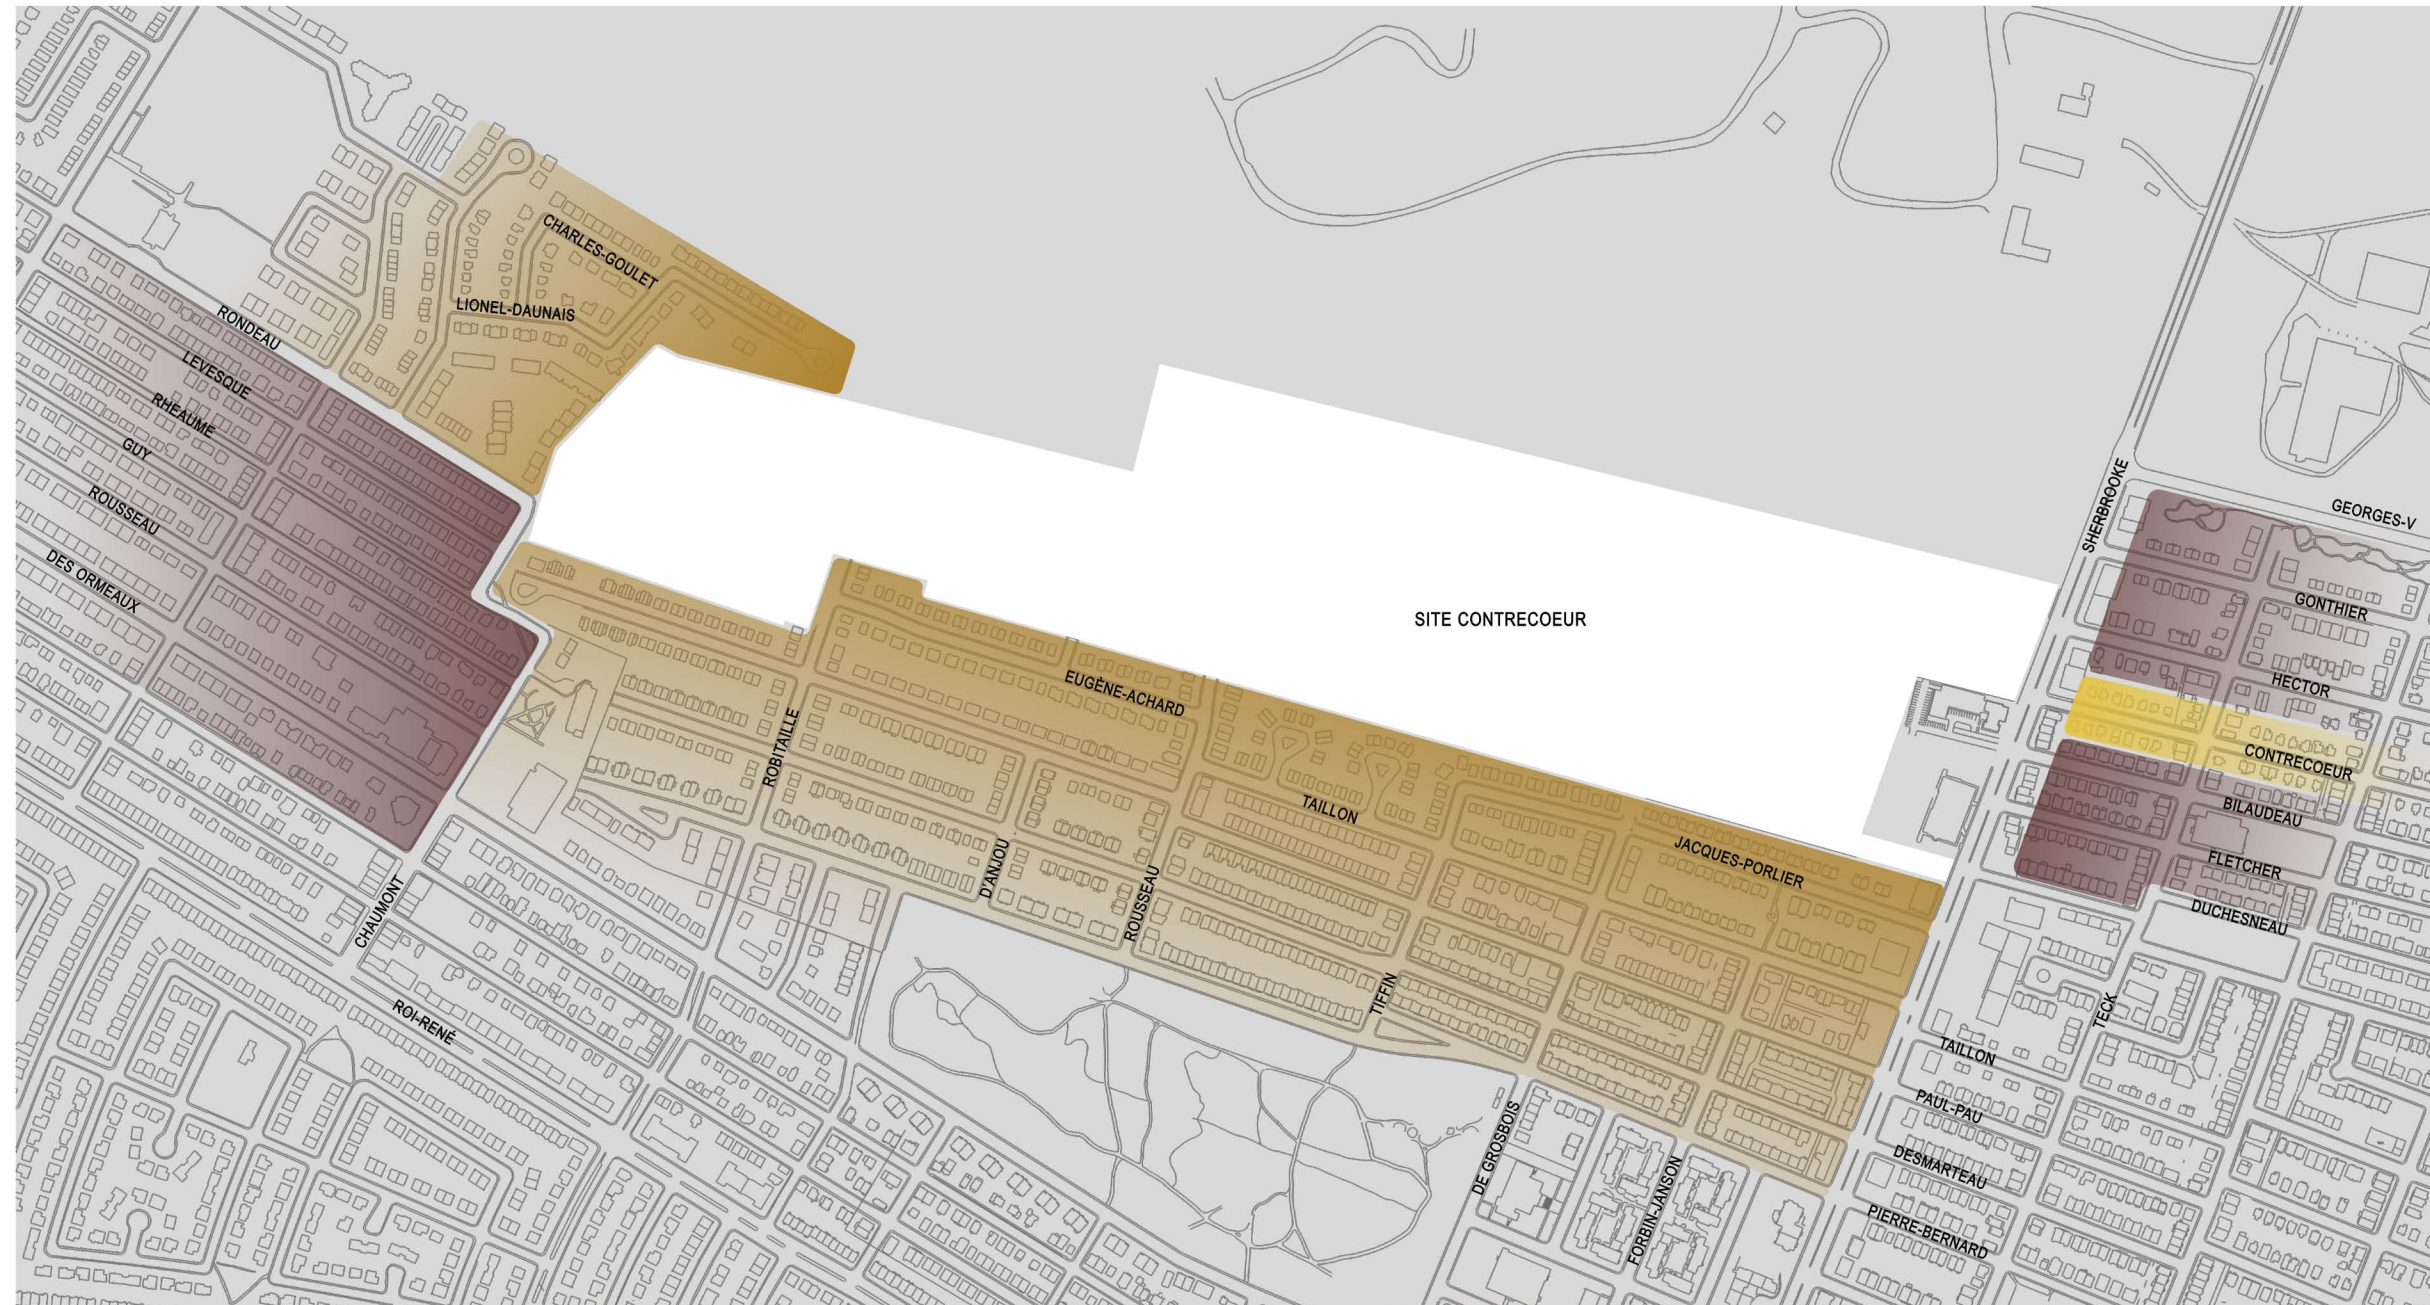 CHARLES-GOULET
LIONEL-DAUNAIS
RONDEAU
LEVESQUE
RHEAUME
GUY
ROUSSEAU
DES ORMEAUX
SHERBROOKE
GEORGES-V
GONTHIER
SITE CONTRECOEUR
HECTOR
EUGÈNE-ACHARD
ROBITAILLE
CONTRECOEUR
TAILLON
BILAUDEAU
JACQUES-PORLIER
FLETCHER
D'ANJOU
ROUSSEAU
CHAUMONT
DUCHESNEAU
TIFFIN
ROI-RENÉ
TECK
TAILLON
PAUL-PAU
DE GROSBOIS
DESMARTEAU
FORBIN-JANSON
PIERRE-BERNARD